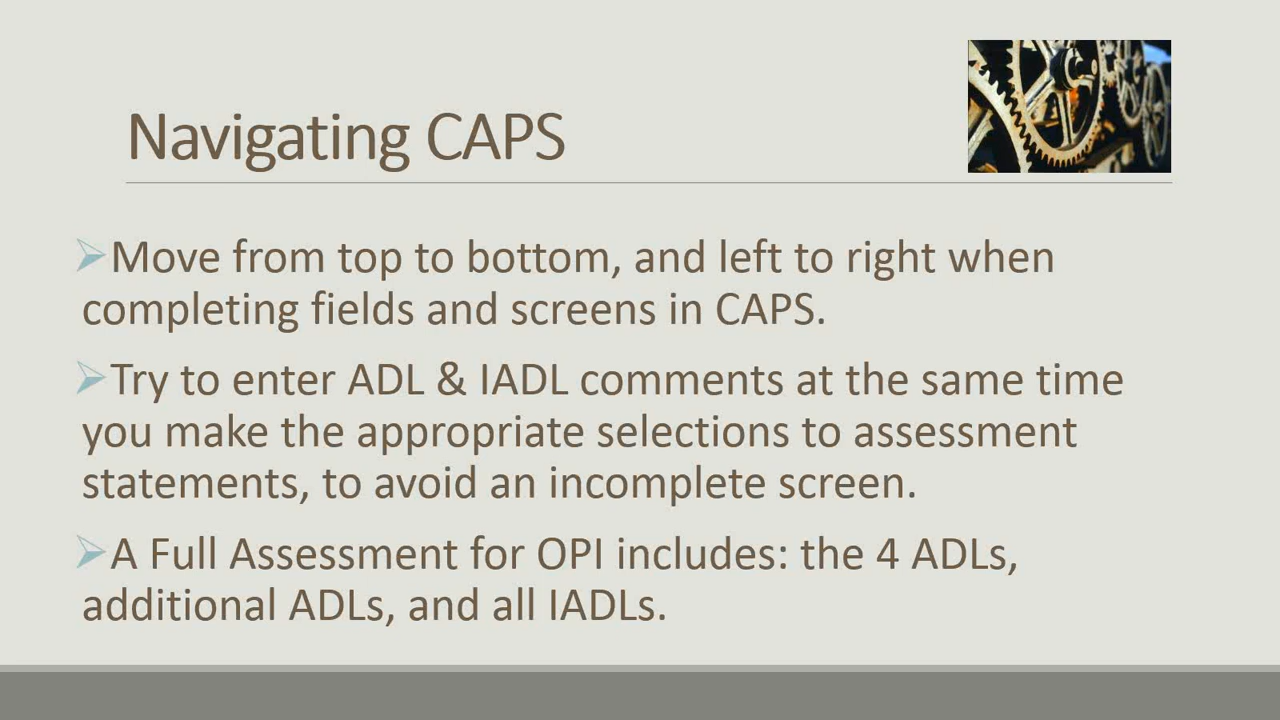 Navigating CAPS
➢Move from top to bottom, and left to right when
completing fields and screens in CAPS.
➢Try to enter ADL & IADL comments at the same time
you make the appropriate selections to assessment
statements, to avoid an incomplete screen.
➢A Full Assessment for OPI includes: the 4 ADLs,
additional ADLs, and all IADLs.